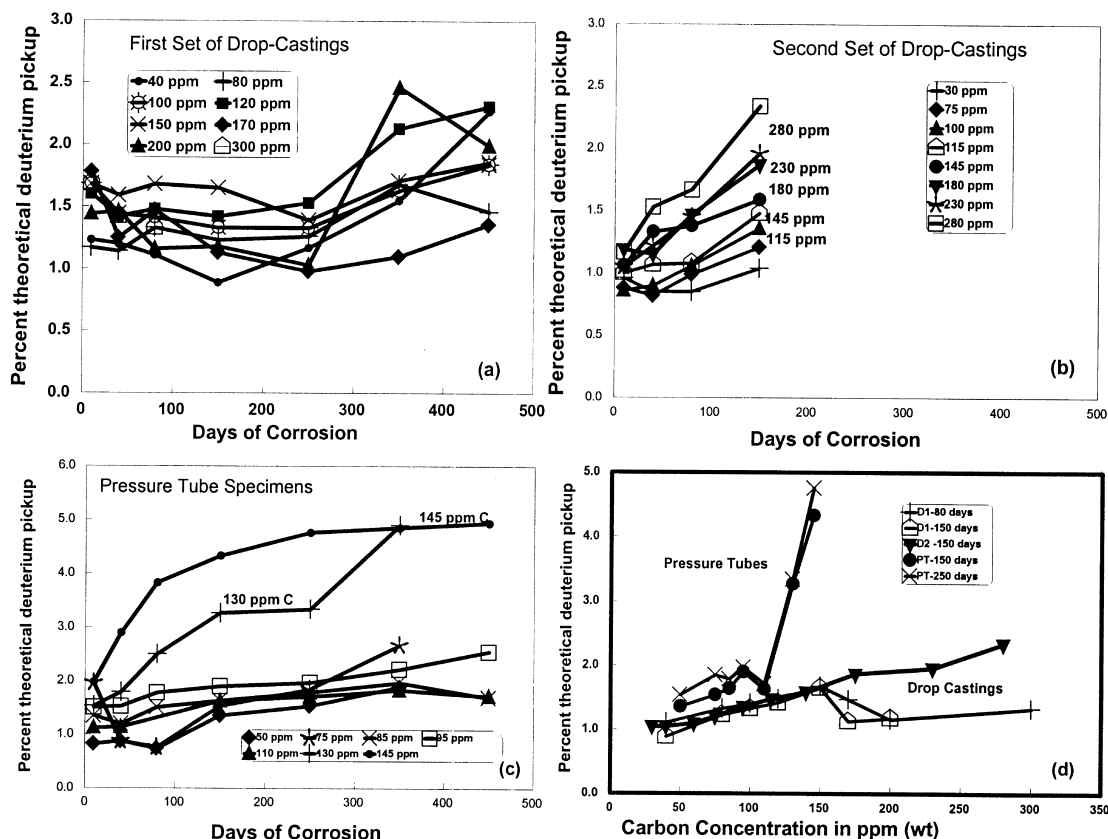 3.0
2.5
2.0
1.5
1.0
0.5
0.0
Percent theoretical deuterium pickup
First Set of Drop-Castings
40 ppm 80 ppm
100 ppm 120 ppm
150 ppm 170 ppm
200 ppm 300 ppm
(a)
0 100 200 300 400 500
Days of Corrosion
3.0
2.5
2.0
1.5
1.0
0.5
0.0
Percent theoretical deuterium pickup
Second Set of Drop-Castings
30 ppm
75 ppm
100 ppm
115 ppm
145 ppm
180 ppm
230 ppm
280 ppm
280 ppm
230 ppm
180 ppm
145 ppm
115 ppm
(b)
0 100 200 300 400 500
Days of Corrosion
6.0
5.0
4.0
3.0
2.0
1.0
0.0
Percent theoretical deuterium pickup
Pressure Tube Specimens
145 ppm C
130 ppm C
50 ppm 75 ppm 85 ppm 95 ppm
110 ppm 130 ppm 145 ppm
(c)
0 100 200 300 400 500
Days of Corrosion
5.0
4.0
3.0
2.0
1.0
0.0
Percent theoretical deuterium pickup
D1-80 days
D1-150 days
D2 -150 days
PT-150 days
PT-250 days
Pressure Tubes
Drop Castings
(d)
0 50 100 150 200 250 300 350
Carbon Concentration in ppm (wt)